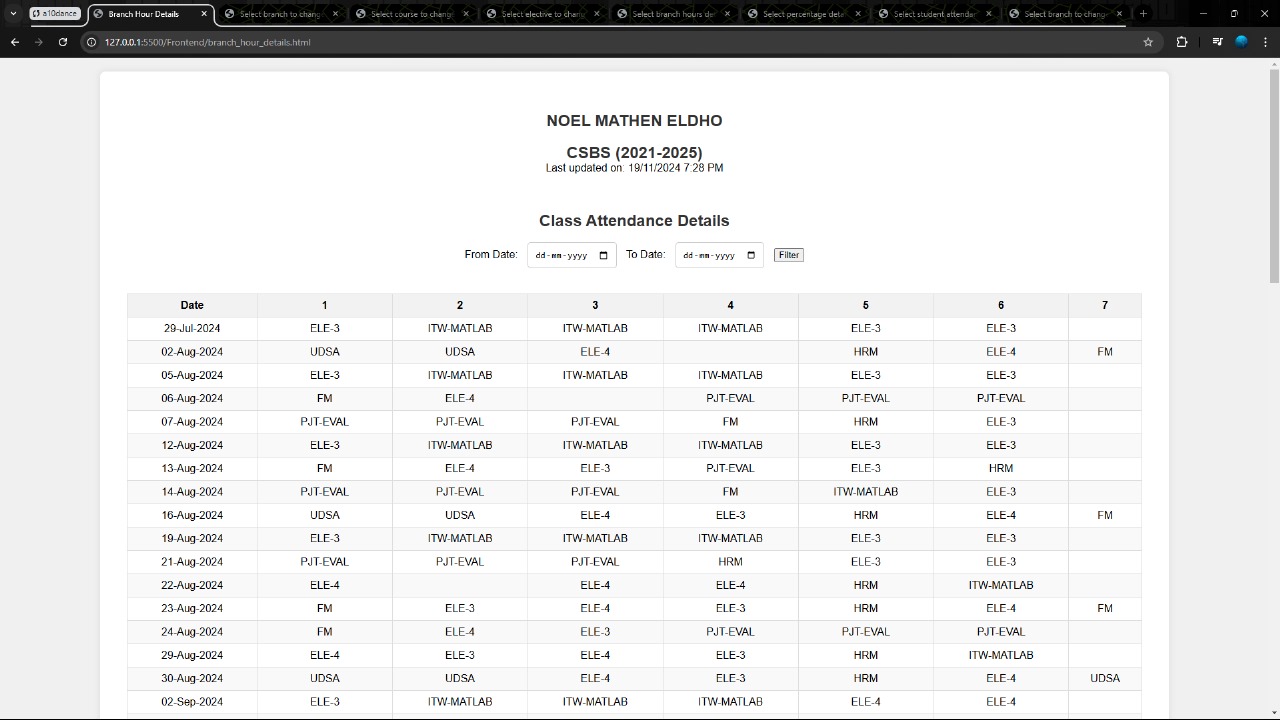 a10dance
Branch Hour Details
Select branch to chang
Select course to chang
Select elective to chang
Select branch hours de
Select percentage deta
Select student attendar
Select branch to change
127.0.0.1:5500/Frontend/branch_hour_details.html
NOEL MATHEN ELDHO
CSBS (2021-2025)
Last updated on: 19/11/2024 7:28 PM
Class Attendance Details
From Date: dd-mm-yyyy To Date: dd-mm-yyyy Filter
Date 1 2 3 4 5 6 7
29-Jul-2024 ELE-3 ITW-MATLAB ITW-MATLAB ITW-MATLAB ELE-3 ELE-3
02-Aug-2024 UDSA UDSA ELE-4 HRM ELE-4 FM
05-Aug-2024 ELE-3 ITW-MATLAB ITW-MATLAB ITW-MATLAB ELE-3 ELE-3
06-Aug-2024 FM ELE-4 PJT-EVAL PJT-EVAL PJT-EVAL
07-Aug-2024 PJT-EVAL PJT-EVAL PJT-EVAL FM HRM ELE-3
12-Aug-2024 ELE-3 ITW-MATLAB ITW-MATLAB ITW-MATLAB ELE-3 ELE-3
13-Aug-2024 FM ELE-4 ELE-3 PJT-EVAL ELE-3 HRM
14-Aug-2024 PJT-EVAL PJT-EVAL PJT-EVAL FM ITW-MATLAB ELE-3
16-Aug-2024 UDSA UDSA ELE-4 ELE-3 HRM ELE-4 FM
19-Aug-2024 ELE-3 ITW-MATLAB ITW-MATLAB ITW-MATLAB ELE-3 ELE-3
21-Aug-2024 PJT-EVAL PJT-EVAL PJT-EVAL HRM ELE-3 ELE-3
22-Aug-2024 ELE-4 ELE-4 ELE-4 HRM ITW-MATLAB
23-Aug-2024 FM ELE-3 ELE-4 ELE-3 HRM ELE-4 FM
24-Aug-2024 FM ELE-4 ELE-3 PJT-EVAL PJT-EVAL PJT-EVAL
29-Aug-2024 ELE-4 ELE-3 ELE-4 ELE-3 HRM ITW-MATLAB
30-Aug-2024 UDSA UDSA ELE-4 ELE-3 HRM ELE-4 UDSA
02-Sep-2024 ELE-3 ITW-MATLAB ITW-MATLAB ITW-MATLAB ELE-4 ELE-4